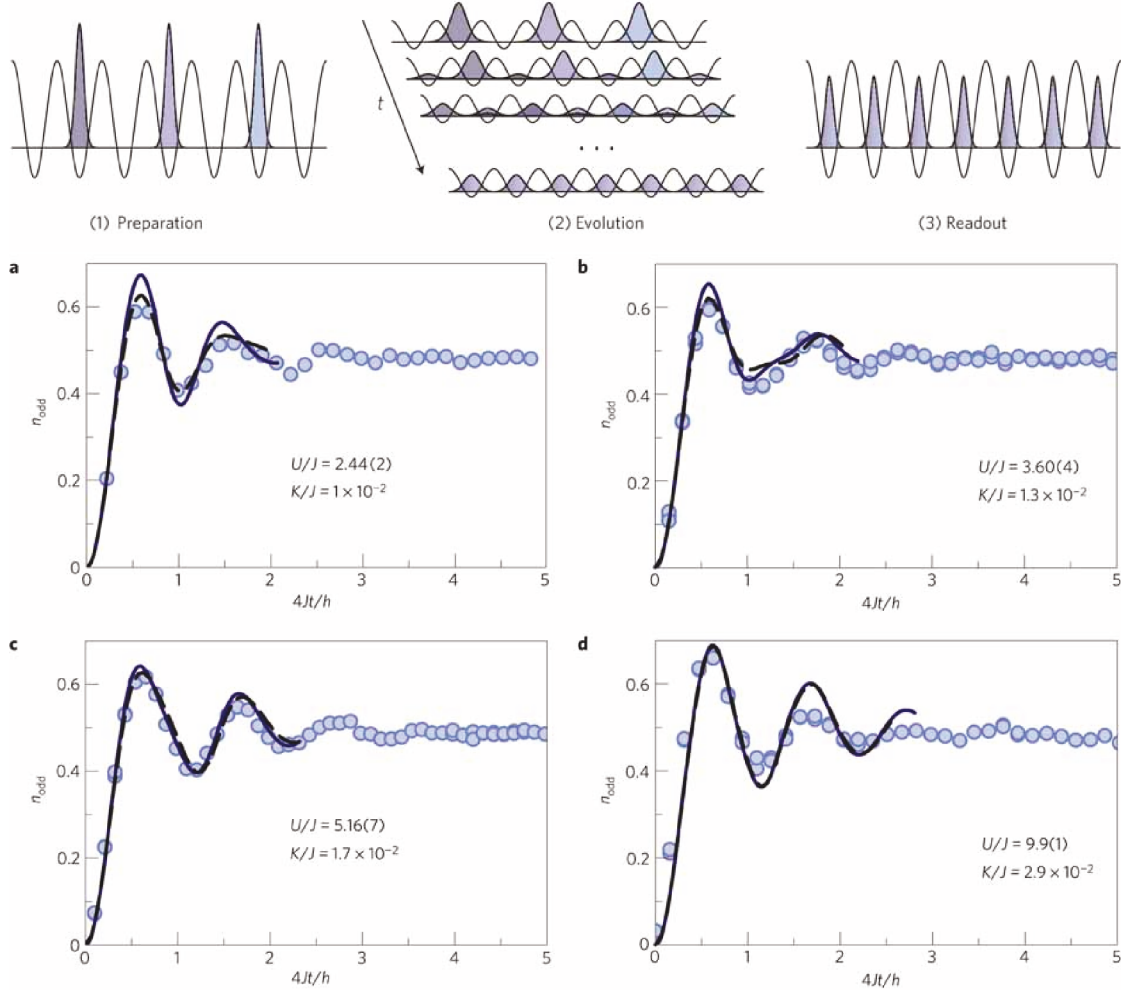 t
. . .
(1) Preparation
(2) Evolution
(3) Readout
a
0.6
0.4
0.2
0
n_odd
U/J = 2.44(2)
K/J = 1 × 10⁻²
0 1 2 3 4 5
4Jt/h
b
0.6
0.4
0.2
0
n_odd
U/J = 3.60(4)
K/J = 1.3 × 10⁻²
0 1 2 3 4 5
4Jt/h
c
0.6
0.4
0.2
0
n_odd
U/J = 5.16(7)
K/J = 1.7 × 10⁻²
0 1 2 3 4 5
4Jt/h
d
0.6
0.4
0.2
0
n_odd
U/J = 9.9(1)
K/J = 2.9 × 10⁻²
0 1 2 3 4 5
4Jt/h